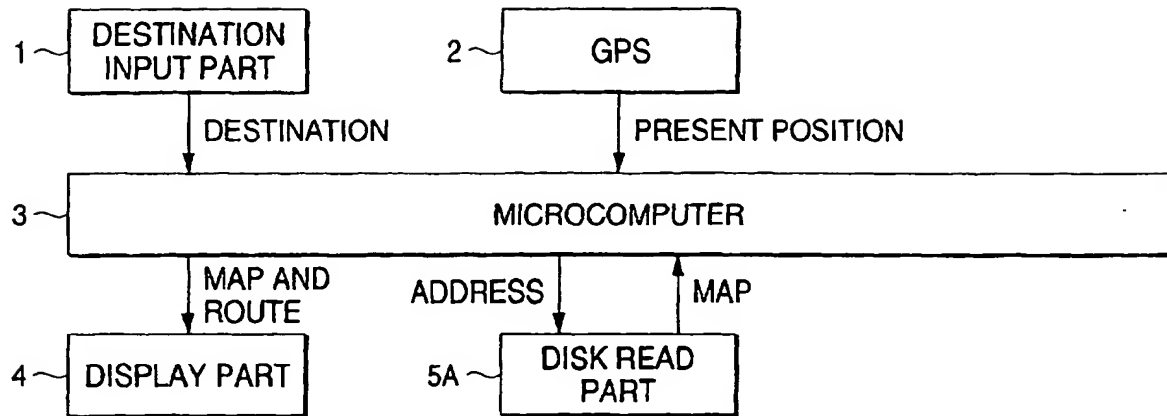 1
DESTINATION
INPUT PART
2
GPS
DESTINATION
PRESENT POSITION
3
MICROCOMPUTER
MAP AND
ROUTE
ADDRESS
MAP
4
DISPLAY PART
5A
DISK READ
PART